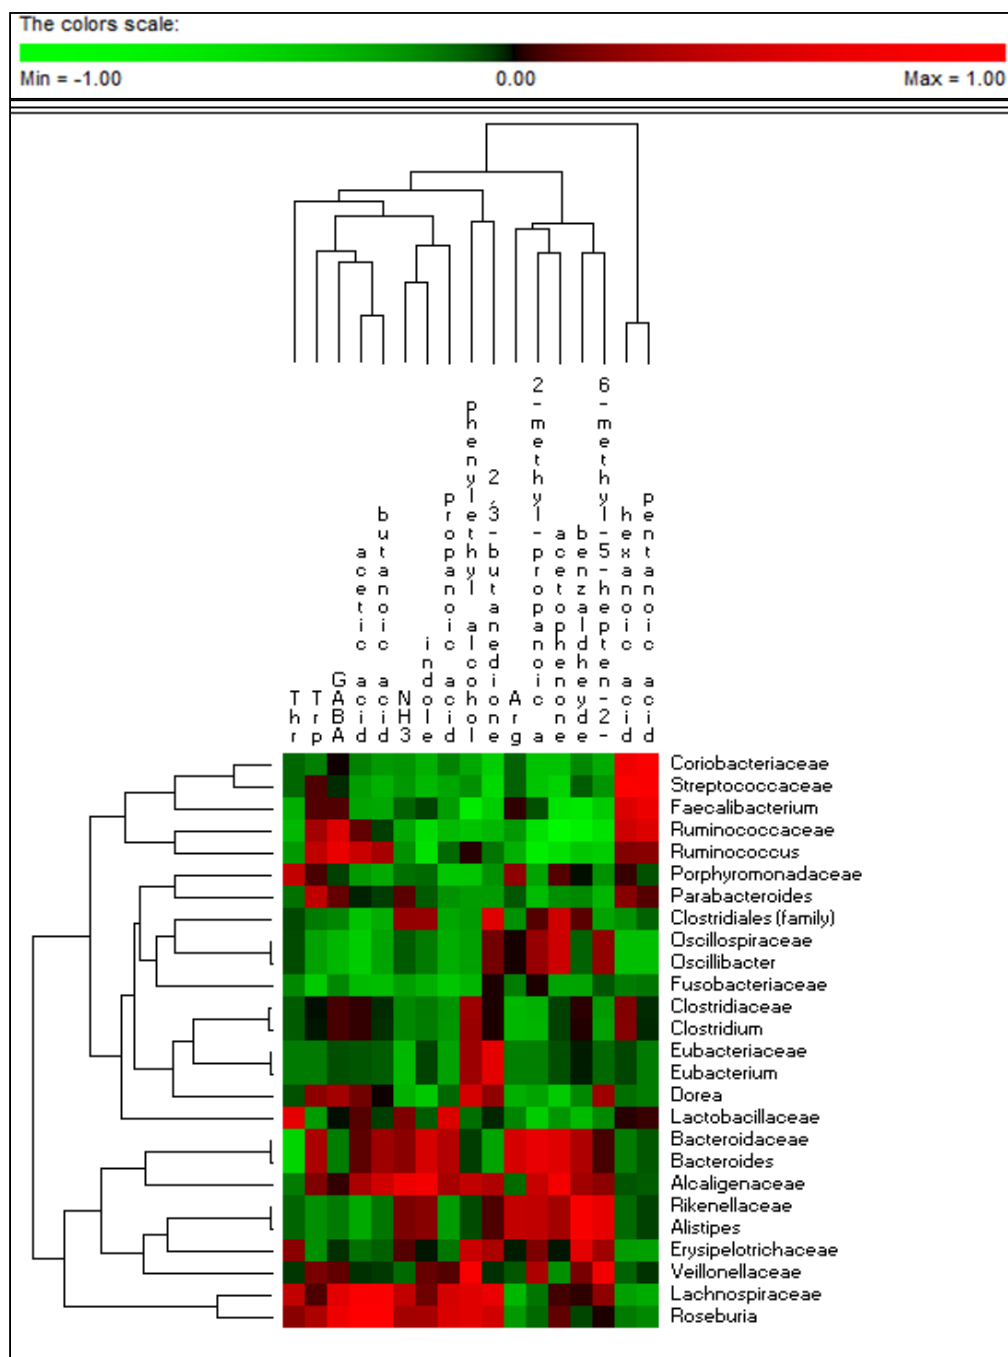 The colors scale:
Min = -1.00 0.00 Max = 1.00
Thr
Trp
GABA
acetic acid
butanoic acid
NH3
indole
propanoic acid
phenylethyl alcohol
2,3-butanedione
Arg
2-methyl-propanoic a
acetophenone
benzaldheyde
6-methyl-5-hepten-2-
hexanoic acid
pentanoic acid
Coriobacteriaceae
Streptococcaceae
Faecalibacterium
Ruminococcaceae
Ruminococcus
Porphyromonadaceae
Parabacteroides
Clostridiales (family)
Oscillospiraceae
Oscillibacter
Fusobacteriaceae
Clostridiaceae
Clostridium
Eubacteriaceae
Eubacterium
Dorea
Lactobacillaceae
Bacteroidaceae
Bacteroides
Alcaligenaceae
Rikenellaceae
Alistipes
Erysipelotrichaceae
Veillonellaceae
Lachnospiraceae
Roseburia